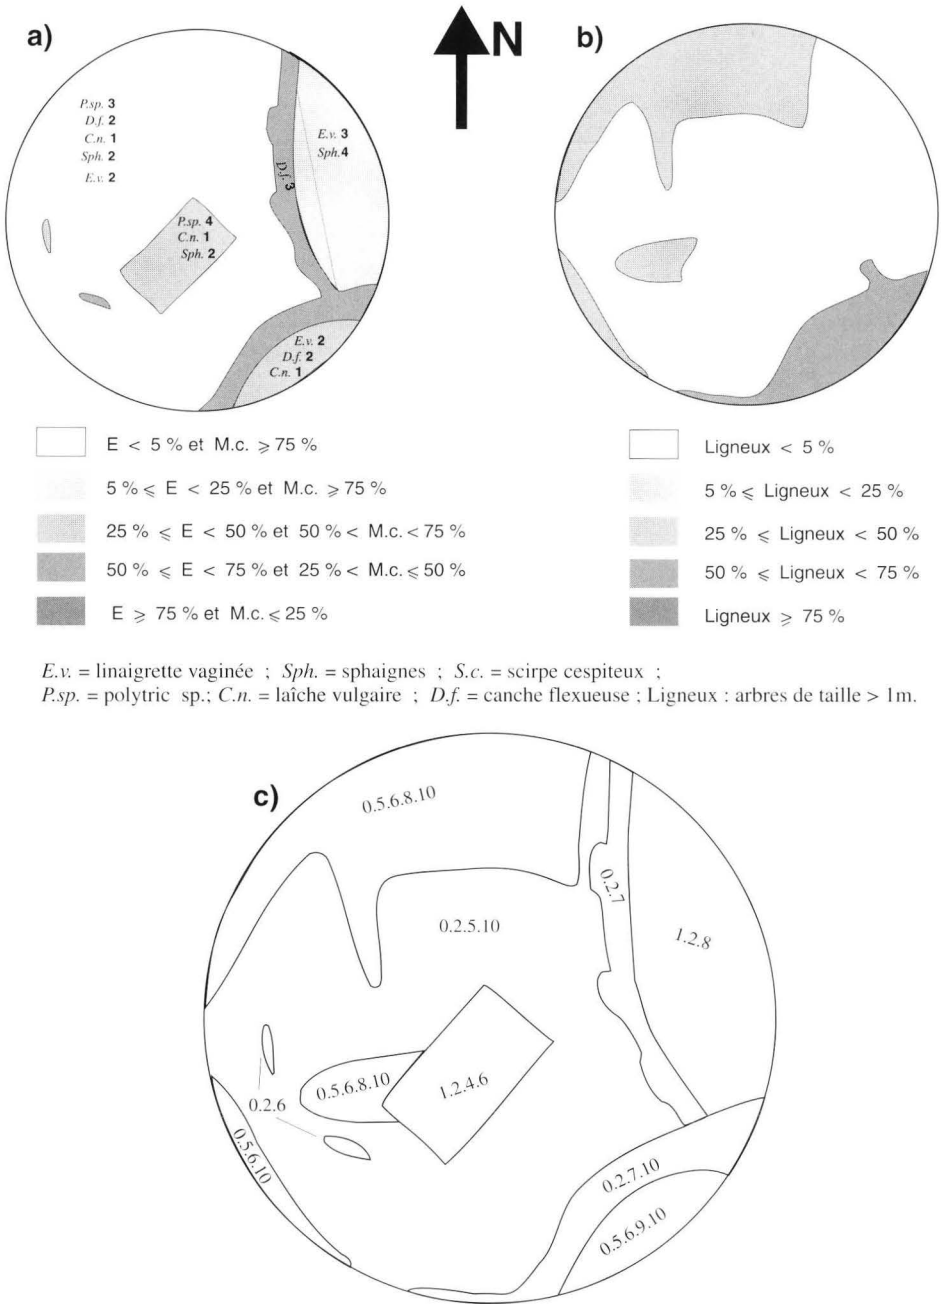 a)
N
b)
P.sp. 3
D.f. 2
C.n. 1
Sph. 2
E.v. 2
E.v. 3
Sph. 4
D.f. 3
P.sp. 4
C.n. 1
Sph. 2
E.v. 2
D.f. 2
C.n. 1
E < 5 % et M.c. ⩾ 75 %
5 % ⩽ E < 25 % et M.c. ⩾ 75 %
25 % ⩽ E < 50 % et 50 % < M.c. < 75 %
50 % ⩽ E < 75 % et 25 % < M.c. ⩽ 50 %
E ⩾ 75 % et M.c. ⩽ 25 %
Ligneux < 5 %
5 % ⩽ Ligneux < 25 %
25 % ⩽ Ligneux < 50 %
50 % ⩽ Ligneux < 75 %
Ligneux ⩾ 75 %
E.v. = linaigrette vaginée ; Sph. = sphaignes ; S.c. = scirpe cespiteux ;
P.sp. = polytric sp.; C.n. = laîche vulgaire ; D.f. = canche flexueuse ; Ligneux : arbres de taille > 1m.
c)
0.5.6.8.10
0.2.7
0.2.5.10
1.2.8
0.5.6.8.10
1.2.4.6
0.2.6
0.5.6.10
0.2.7.10
0.5.6.9.10